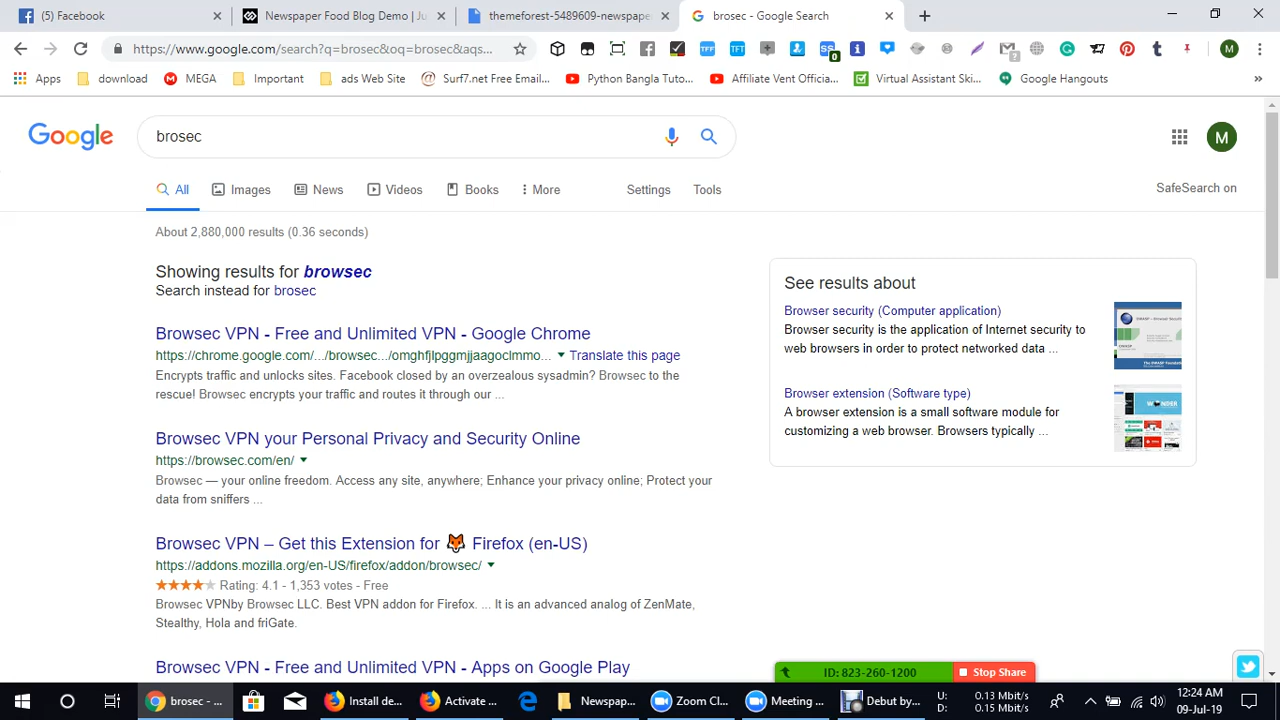 (5) Facebook
Newspaper Food Blog Demo | Ju
themeforest-5489609-newspape
brosec - Google Search
https://www.google.com/search?q=brosec&oq=brosec&aqs...
Apps
download
MEGA
Important
ads Web Site
Surf7.net Free Email...
Python Bangla Tuto...
Affiliate Vent Officia...
Virtual Assistant Ski...
Google Hangouts
»
Google
brosec
M
All
Images
News
Videos
Books
More
Settings
Tools
SafeSearch on
About 2,880,000 results (0.36 seconds)
Showing results for browsec
Search instead for brosec
Browsec VPN - Free and Unlimited VPN - Google Chrome
https://chrome.google.com/.../browsec.../omghfjlpggmjjaagoclmmo... Translate this page
Encrypts traffic and unlocks sites. Facebook closed by an overzealous sysadmin? Browsec to the
rescue! Browsec encrypts your traffic and routes it through our ...
Browsec VPN your Personal Privacy and Security Online
https://browsec.com/en/
Browsec — your online freedom. Access any site, anywhere; Enhance your privacy online; Protect your
data from sniffers ...
Browsec VPN – Get this Extension for 🦊 Firefox (en-US)
https://addons.mozilla.org/en-US/firefox/addon/browsec/
Rating: 4.1 - 1,353 votes - Free
Browsec VPNby Browsec LLC. Best VPN addon for Firefox. ... It is an advanced analog of ZenMate,
Stealthy, Hola and friGate.
Browsec VPN - Free and Unlimited VPN - Apps on Google Play
See results about
Browser security (Computer application)
Browser security is the application of Internet security to
web browsers in order to protect networked data ...
Browser extension (Software type)
A browser extension is a small software module for
customizing a web browser. Browsers typically ...
ID: 823-260-1200
Stop Share
brosec - ...
Install de...
Activate ...
Newspap...
Zoom Cl...
Meeting ...
Debut by...
U: 0.13 Mbit/s
D: 0.15 Mbit/s
12:24 AM
09-Jul-19